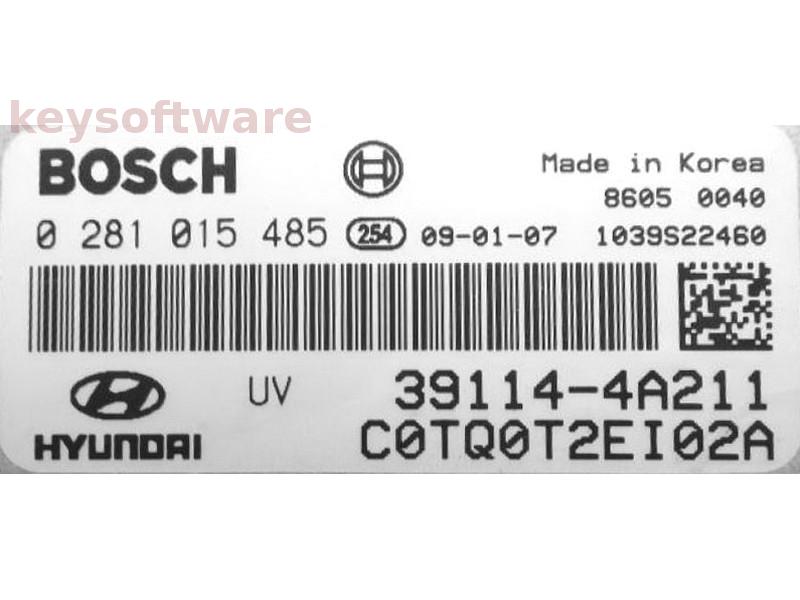 keysoftware
BOSCH
Made in Korea
8605 0040
0 281 015 485 254 09-01-07 1039S22460
HYUNDAI
UV
39114-4A211
C0TQ0T2EI02A